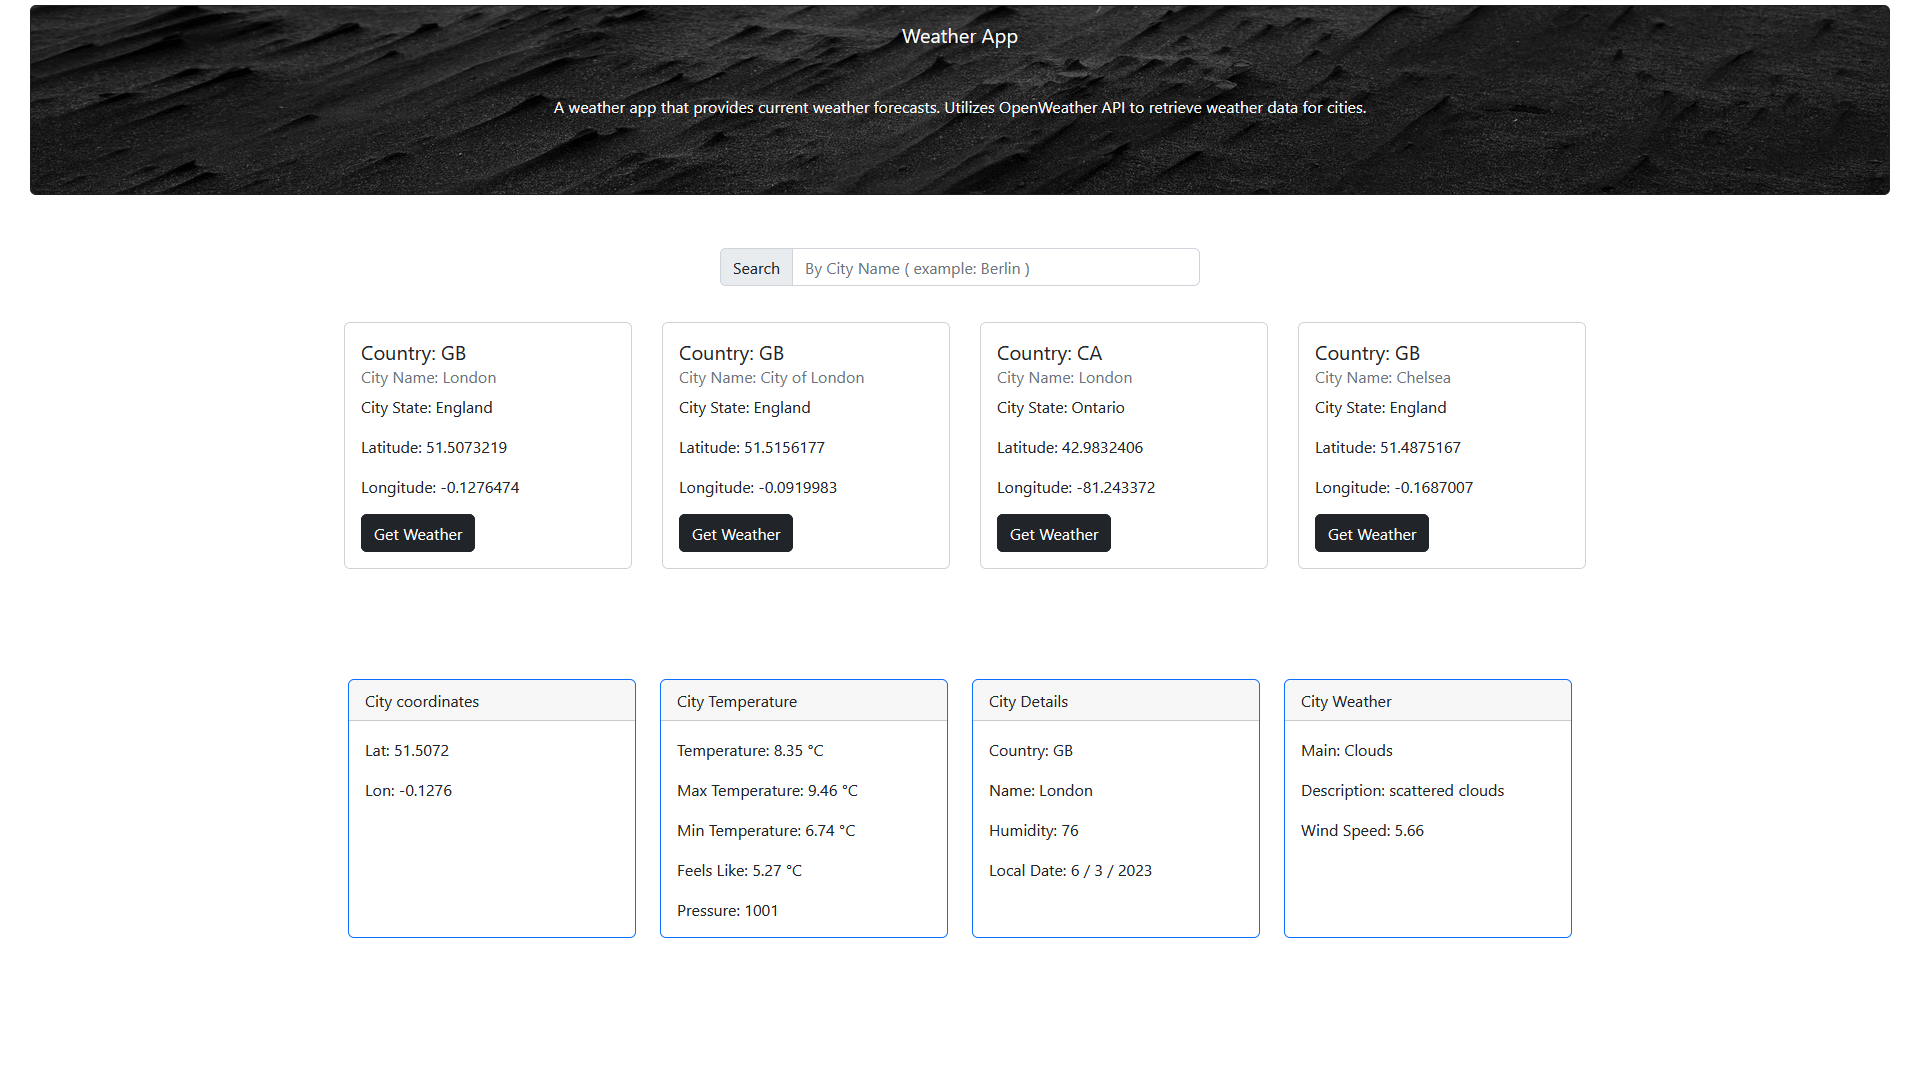 Weather App
A weather app that provides current weather forecasts. Utilizes OpenWeather API to retrieve weather data for cities.
Search
By City Name ( example: Berlin )
Country: GB
City Name: London
City State: England
Latitude: 51.5073219
Longitude: -0.1276474
Get Weather
Country: GB
City Name: City of London
City State: England
Latitude: 51.5156177
Longitude: -0.0919983
Get Weather
Country: CA
City Name: London
City State: Ontario
Latitude: 42.9832406
Longitude: -81.243372
Get Weather
Country: GB
City Name: Chelsea
City State: England
Latitude: 51.4875167
Longitude: -0.1687007
Get Weather
City coordinates
Lat: 51.5072
Lon: -0.1276
City Temperature
Temperature: 8.35 °C
Max Temperature: 9.46 °C
Min Temperature: 6.74 °C
Feels Like: 5.27 °C
Pressure: 1001
City Details
Country: GB
Name: London
Humidity: 76
Local Date: 6 / 3 / 2023
City Weather
Main: Clouds
Description: scattered clouds
Wind Speed: 5.66